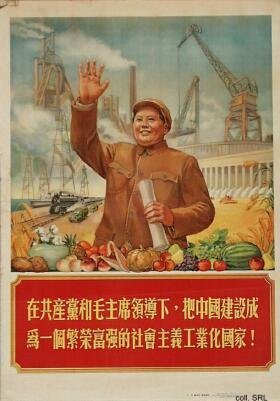 在共產黨和毛主席領導下，把中國建設成
爲一個繁榮富强的社會主义工業化國家！
coll. SRL